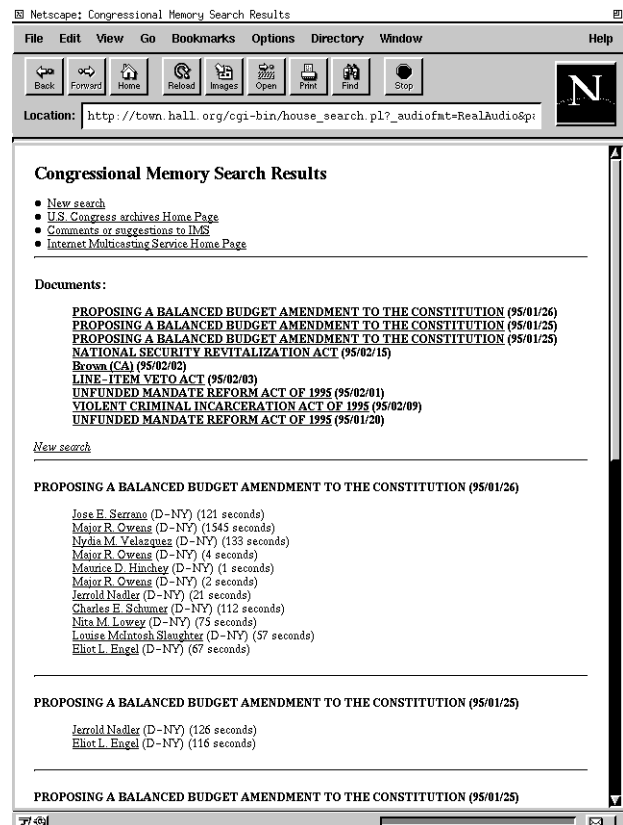 Netscape: Congressional Memory Search Results
File Edit View Go Bookmarks Options Directory Window Help
Back Forward Home Reload Images Open Print Find Stop
N
Location: http://town.hall.org/cgi-bin/house_search.pl?_audiofmt=RealAudio&pa
Congressional Memory Search Results
● New search
● U.S. Congress archives Home Page
● Comments or suggestions to IMS
● Internet Multicasting Service Home Page
Documents:
PROPOSING A BALANCED BUDGET AMENDMENT TO THE CONSTITUTION (95/01/26)
PROPOSING A BALANCED BUDGET AMENDMENT TO THE CONSTITUTION (95/01/25)
PROPOSING A BALANCED BUDGET AMENDMENT TO THE CONSTITUTION (95/01/25)
NATIONAL SECURITY REVITALIZATION ACT (95/02/15)
Brown (CA) (95/02/02)
LINE-ITEM VETO ACT (95/02/03)
UNFUNDED MANDATE REFORM ACT OF 1995 (95/02/01)
VIOLENT CRIMINAL INCARCERATION ACT OF 1995 (95/02/09)
UNFUNDED MANDATE REFORM ACT OF 1995 (95/01/20)
New search
PROPOSING A BALANCED BUDGET AMENDMENT TO THE CONSTITUTION (95/01/26)
Jose E. Serrano (D-NY) (121 seconds)
Major R. Owens (D-NY) (1545 seconds)
Nydia M. Velazquez (D-NY) (133 seconds)
Major R. Owens (D-NY) (4 seconds)
Maurice D. Hinchey (D-NY) (1 seconds)
Major R. Owens (D-NY) (2 seconds)
Jerrold Nadler (D-NY) (21 seconds)
Charles E. Schumer (D-NY) (112 seconds)
Nita M. Lowey (D-NY) (75 seconds)
Louise McIntosh Slaughter (D-NY) (57 seconds)
Eliot L. Engel (D-NY) (67 seconds)
PROPOSING A BALANCED BUDGET AMENDMENT TO THE CONSTITUTION (95/01/25)
Jerrold Nadler (D-NY) (126 seconds)
Eliot L. Engel (D-NY) (116 seconds)
PROPOSING A BALANCED BUDGET AMENDMENT TO THE CONSTITUTION (95/01/25)